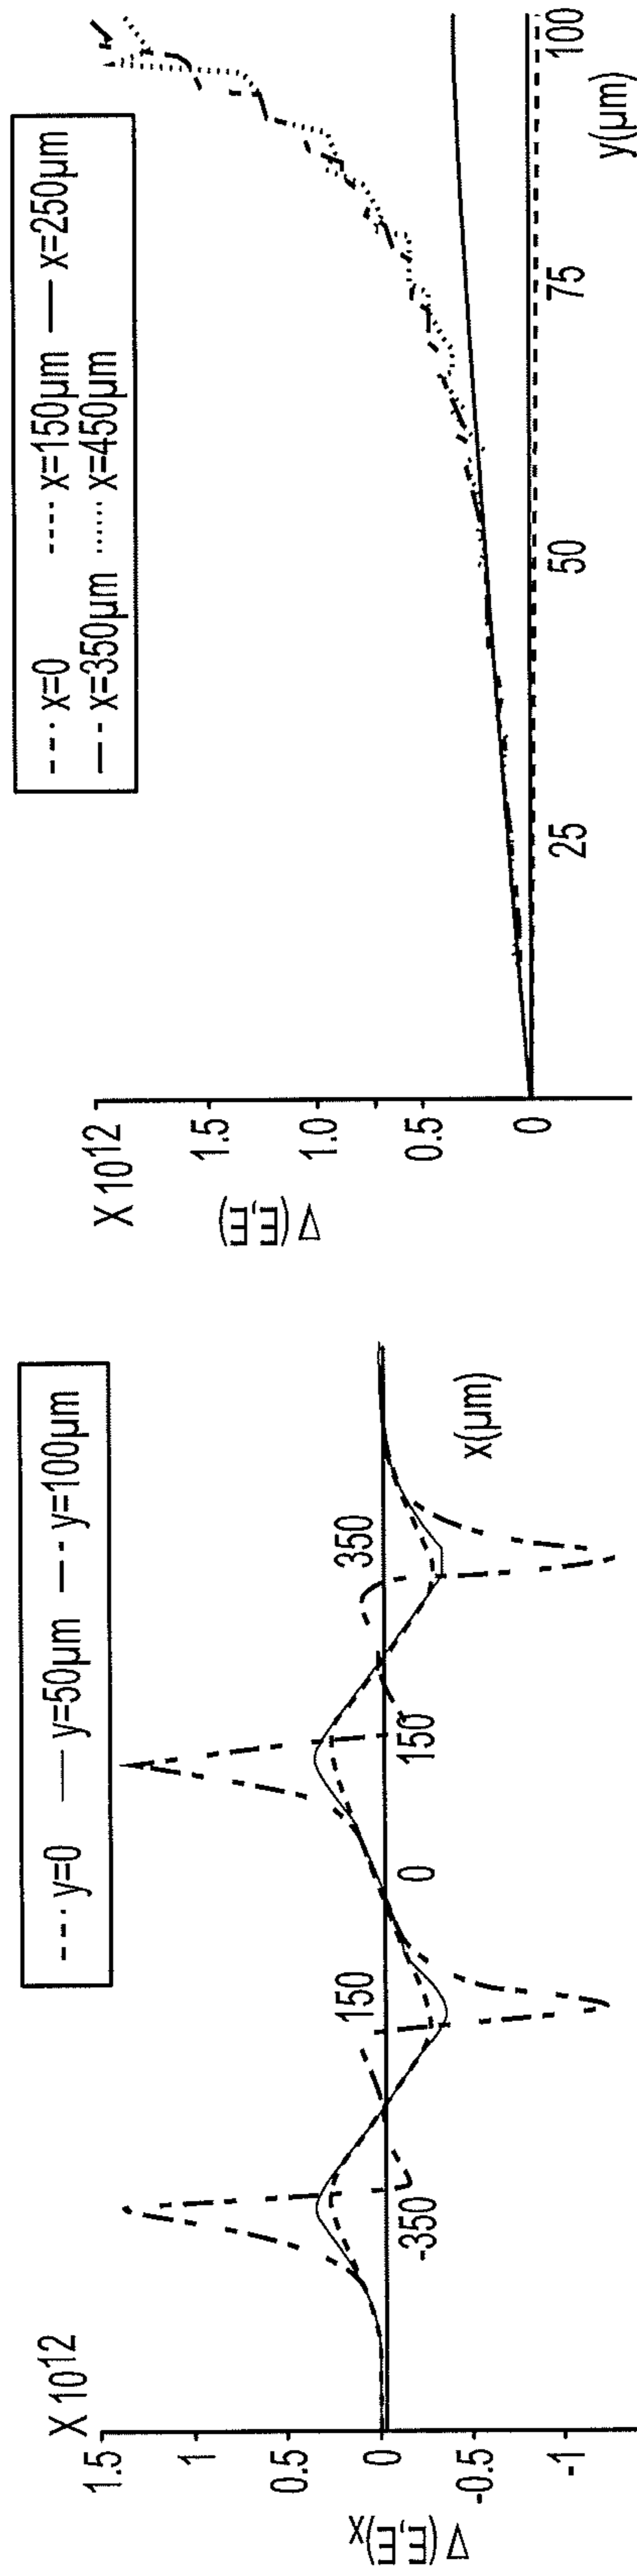 X 10^12
--· y=0 — y=50μm –·– y=100μm
1.5
1
0.5
0
-0.5
-1
∇(E,E)x
-350
150
0
150
350
x(μm)
X 10^12
--· x=0 ---- x=150μm — x=250μm
–·– x=350μm ······ x=450μm
1.5
1.0
0.5
0
∇(E,E)
25
50
75
100
y(μm)